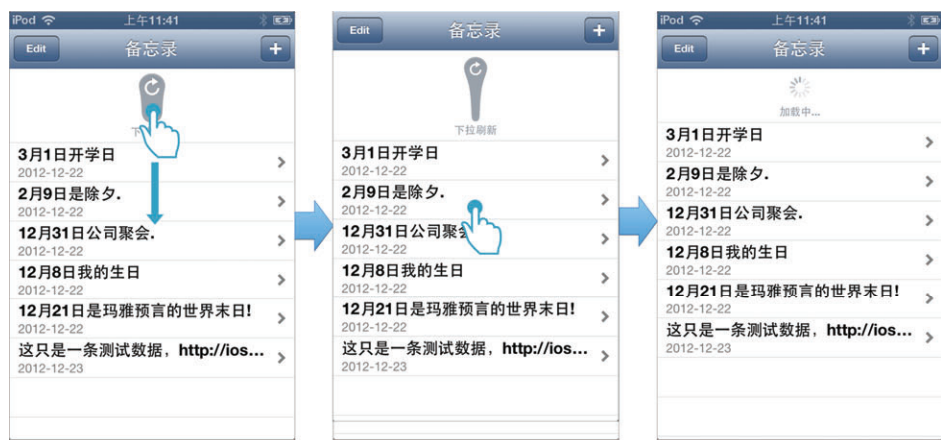 iPod 上午11:41
Edit 备忘录 +
下
3月1日开学日
2012-12-22
2月9日是除夕.
2012-12-22
12月31日公司聚会.
2012-12-22
12月8日我的生日
2012-12-22
12月21日是玛雅预言的世界末日!
2012-12-22
这只是一条测试数据，http://ios...
2012-12-23
Edit 备忘录 +
下拉刷新
3月1日开学日
2012-12-22
2月9日是除夕.
2012-12-22
12月31日公司聚
2012-12-22
12月8日我的生日
2012-12-22
12月21日是玛雅预言的世界末日!
2012-12-22
这只是一条测试数据，http://ios...
2012-12-23
iPod 上午11:41
Edit 备忘录 +
加载中...
3月1日开学日
2012-12-22
2月9日是除夕.
2012-12-22
12月31日公司聚会.
2012-12-22
12月8日我的生日
2012-12-22
12月21日是玛雅预言的世界末日!
2012-12-22
这只是一条测试数据，http://ios...
2012-12-23